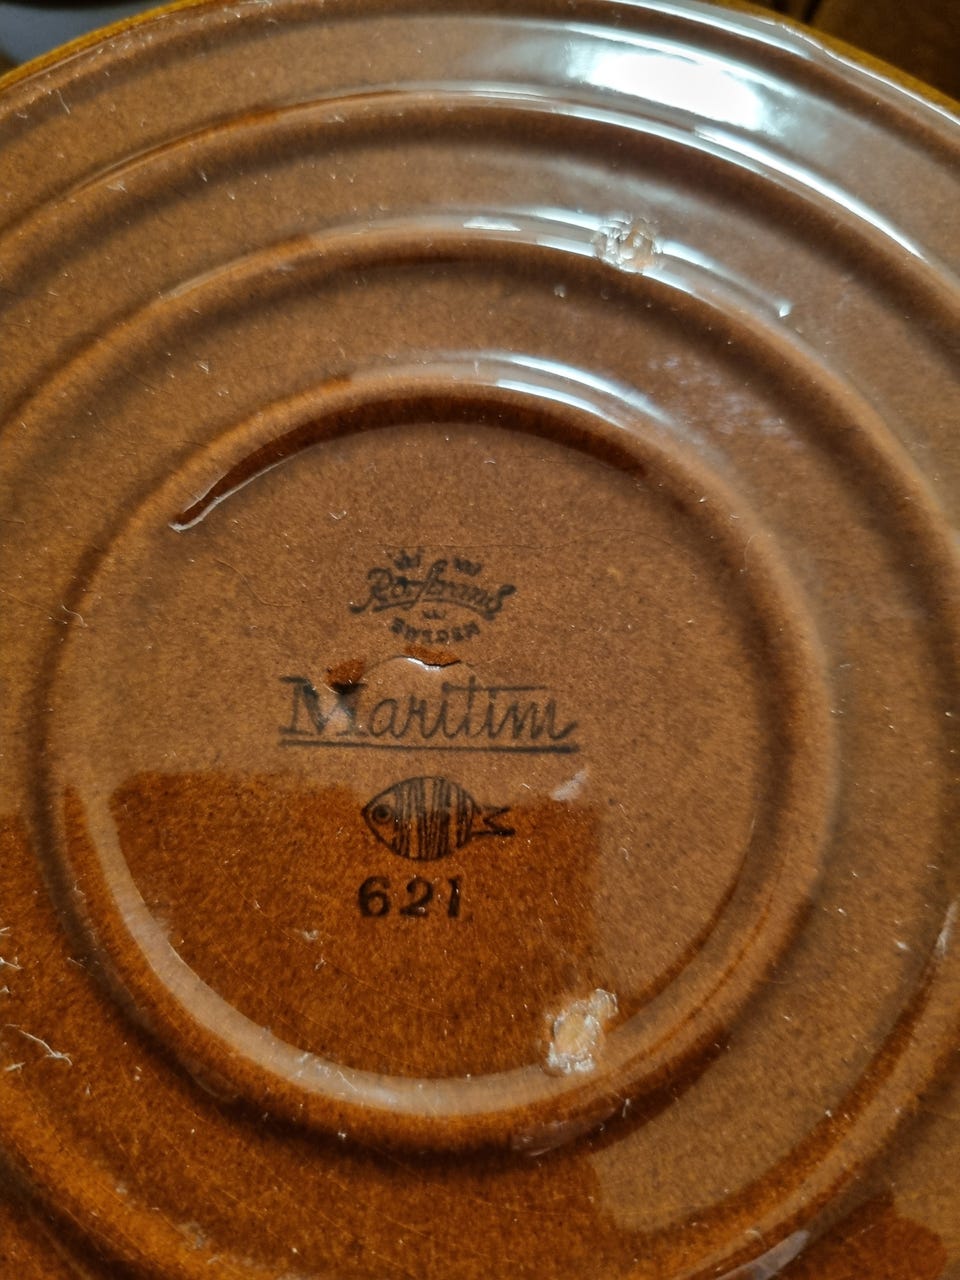 Rörstrand
SWEDEN
Maritim
621